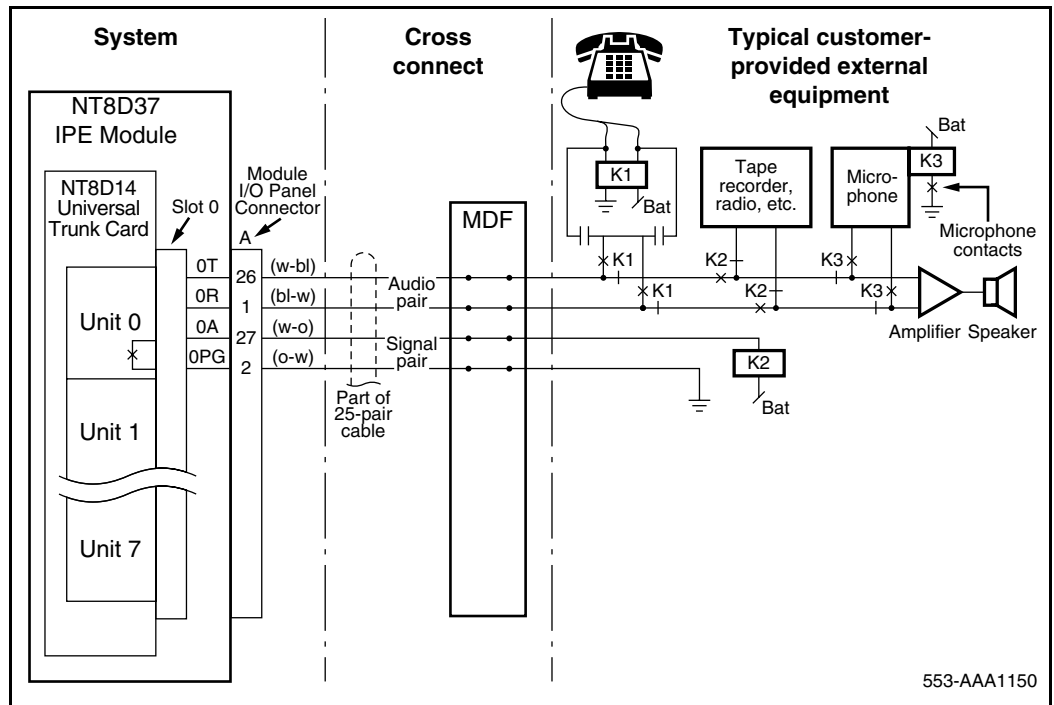 System
Cross
connect
Typical customer-
provided external
equipment
NT8D37
IPE Module
NT8D14
Universal
Trunk Card
Slot 0
Module
I/O Panel
Connector
A
MDF
K1
Bat
Tape
recorder,
radio, etc.
Micro-
phone
Bat
K3
Microphone
contacts
Unit 0
0T
26
(w-bl)
Audio
pair
K1
K2
K3
0R
1
(bl-w)
K1
K2
K3
0A
27
(w-o)
Signal
pair
0PG
2
(o-w)
Amplifier
Speaker
K2
Bat
Part of
25-pair
cable
Unit 1
Unit 7
553-AAA1150